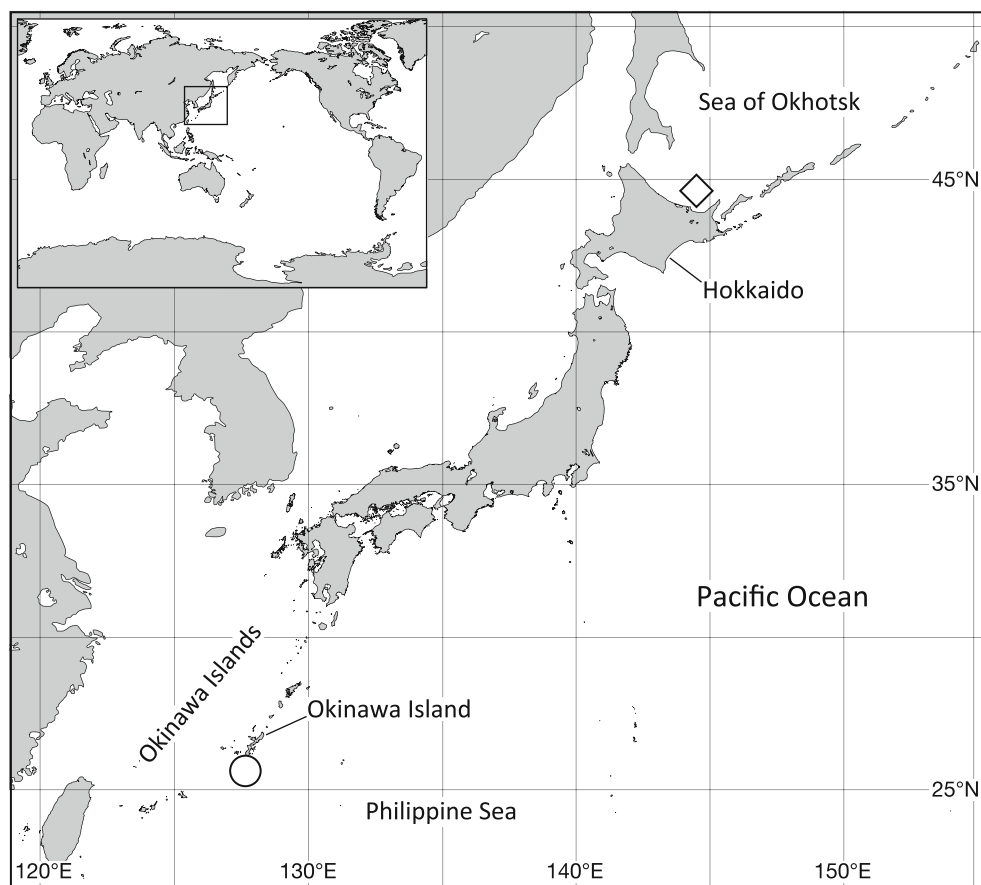 Sea of Okhotsk
45°N
Hokkaido
35°N
Pacific Ocean
Okinawa Islands
Okinawa Island
25°N
Philippine Sea
120°E
130°E
140°E
150°E